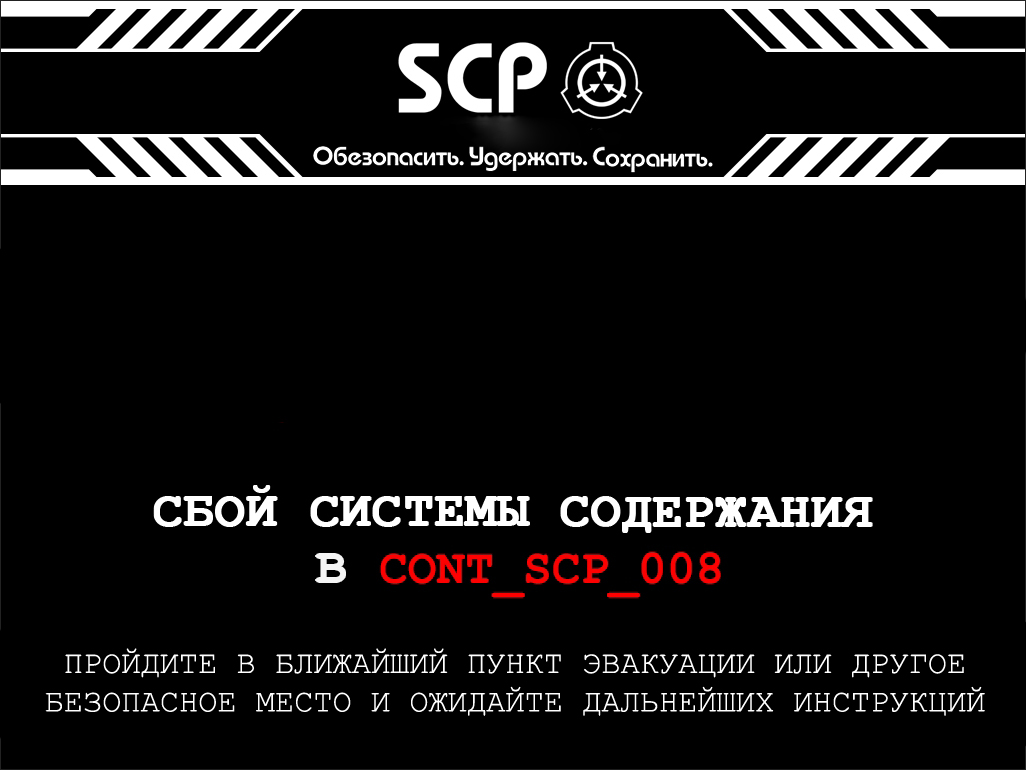 SCP
Обезопасить. Удержать. Сохранить.
СБОЙ СИСТЕМЫ СОДЕРЖАНИЯ
В CONT_SCP_008
ПРОЙДИТЕ В БЛИЖАЙШИЙ ПУНКТ ЭВАКУАЦИИ ИЛИ ДРУГОЕ
БЕЗОПАСНОЕ МЕСТО И ОЖИДАЙТЕ ДАЛЬНЕЙШИХ ИНСТРУКЦИЙ